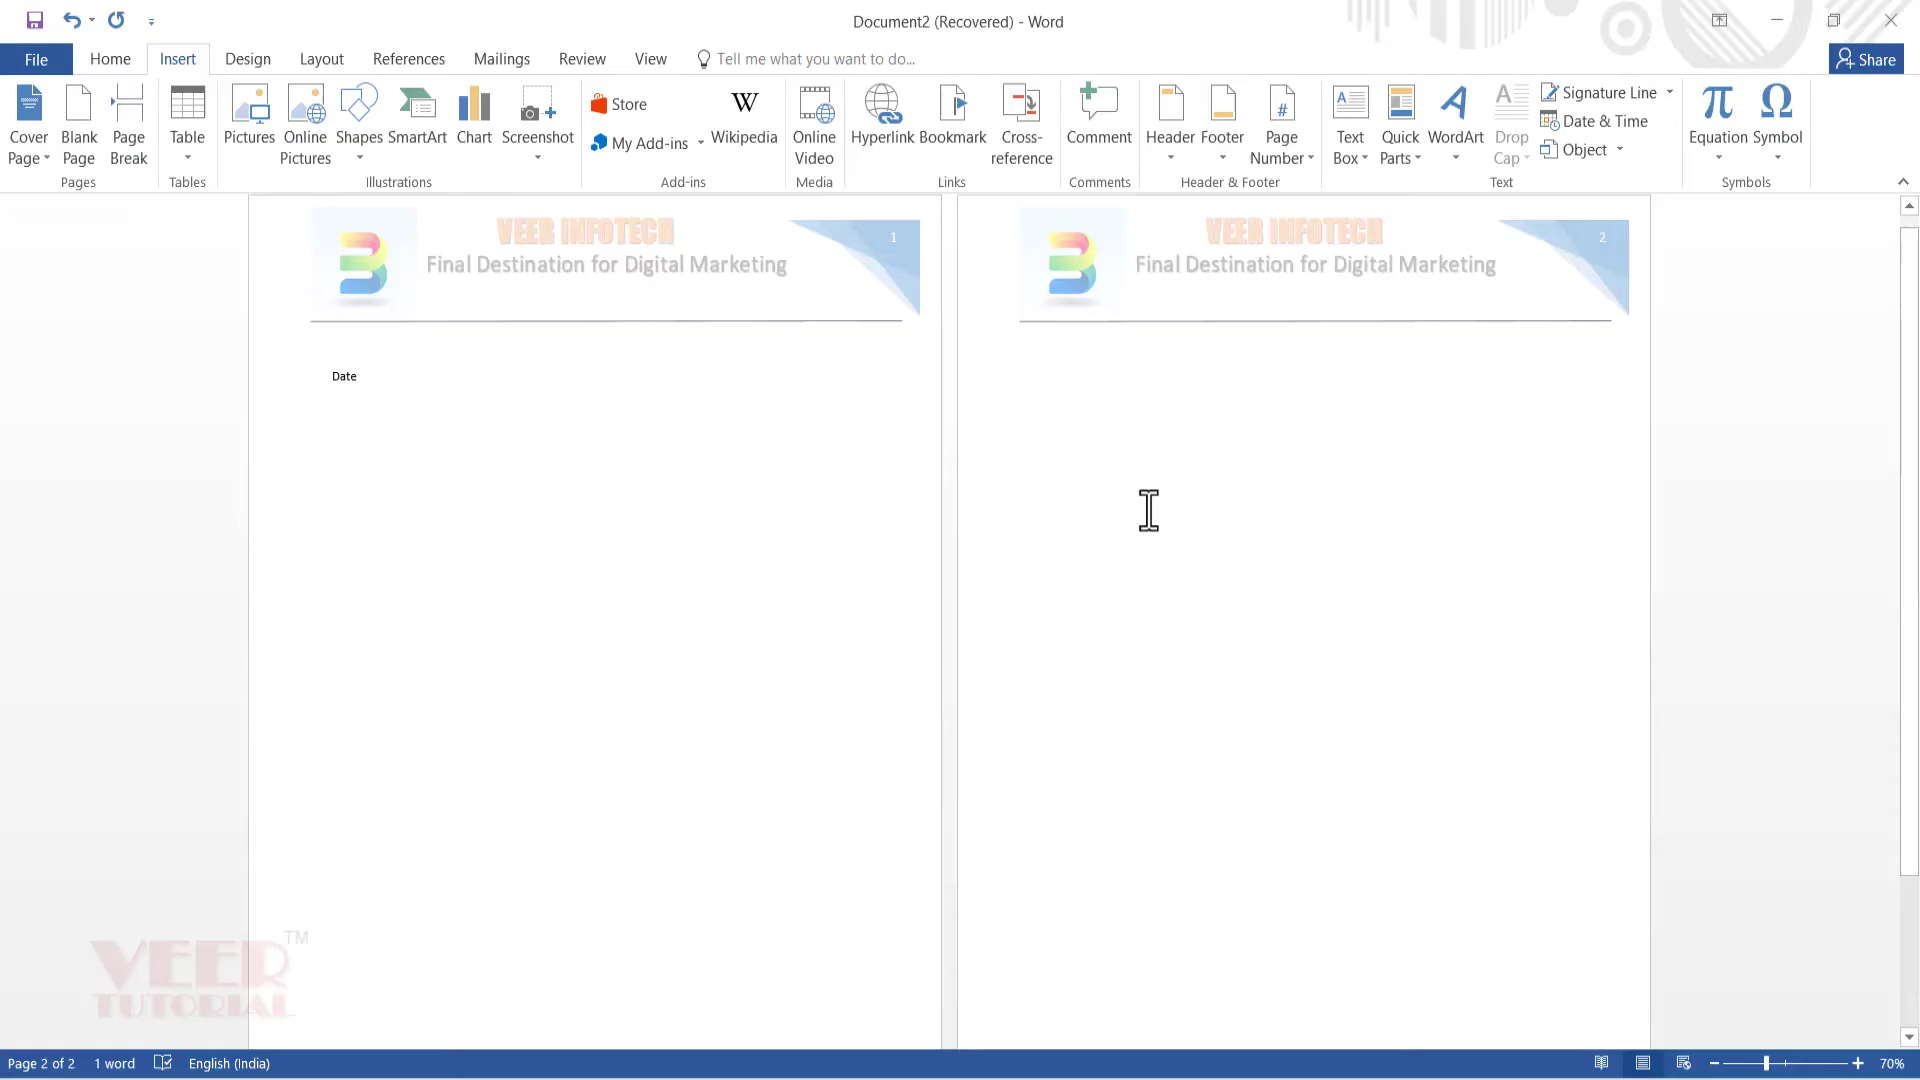 Document2 (Recovered) - Word
File Home Insert Design Layout References Mailings Review View Tell me what you want to do... Share
Cover Page
Blank Page
Page Break
Pages
Table
Tables
Pictures
Online Pictures
Shapes
SmartArt
Chart
Screenshot
Illustrations
Store
My Add-ins
Wikipedia
Add-ins
Online Video
Media
Hyperlink
Bookmark
Cross-reference
Links
Comment
Comments
Header
Footer
Page Number
Header & Footer
Text Box
Quick Parts
WordArt
Drop Cap
Signature Line
Date & Time
Object
Text
Equation
Symbol
Symbols
VEER INFOTECH 1
Final Destination for Digital Marketing
Date
VEER INFOTECH 2
Final Destination for Digital Marketing
VEER TM
TUTORIAL
Page 2 of 2 1 word English (India) 70%